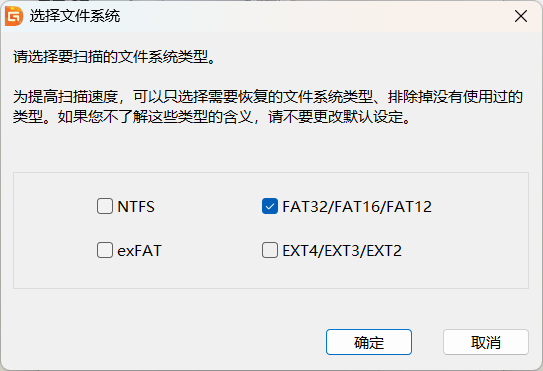 选择文件系统
请选择要扫描的文件系统类型。
为提高扫描速度，可以只选择需要恢复的文件系统类型、排除掉没有使用过的
类型。如果您不了解这些类型的含义，请不要更改默认设定。
NTFS
FAT32/FAT16/FAT12
exFAT
EXT4/EXT3/EXT2
确定
取消